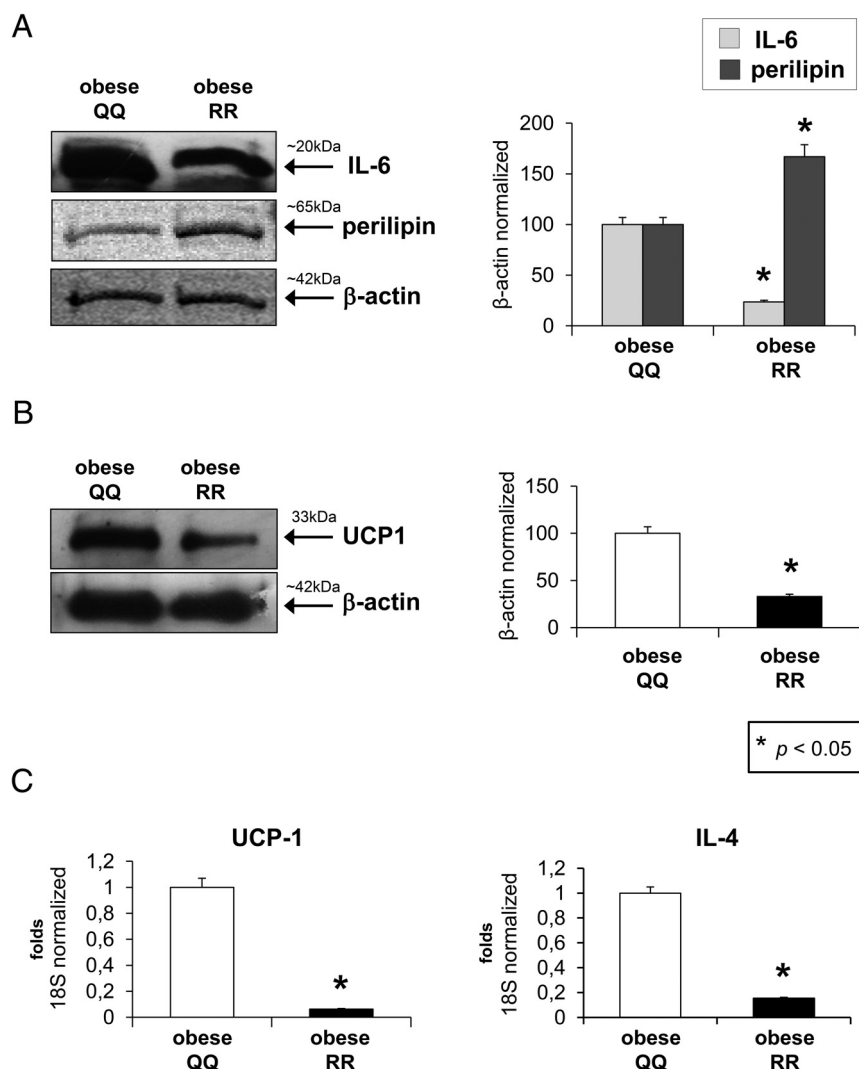 A
IL-6
perilipin
obese
QQ
obese
RR
~20kDa
IL-6
~65kDa
perilipin
~42kDa
β-actin
β-actin normalized
200
150
100
50
0
*
*
obese
QQ
obese
RR
B
obese
QQ
obese
RR
33kDa
UCP1
~42kDa
β-actin
β-actin normalized
150
100
50
0
*
obese
QQ
obese
RR
* p < 0.05
C
UCP-1
folds
18S normalized
1,2
1
0,8
0,6
0,4
0,2
0
*
obese
QQ
obese
RR
IL-4
folds
18S normalized
1,2
1
0,8
0,6
0,4
0,2
0
*
obese
QQ
obese
RR